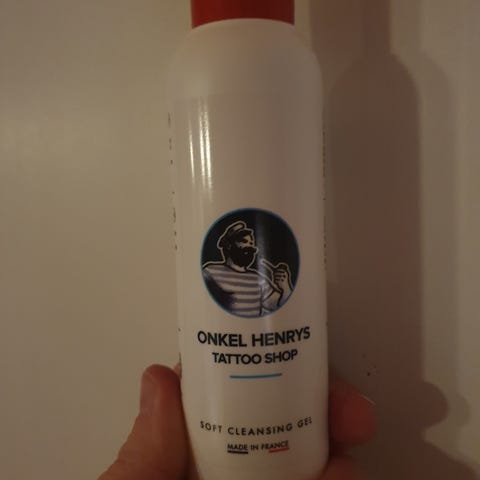 ONKEL HENRYS
TATTOO SHOP
SOFT CLEANSING GEL
MADE IN FRANCE